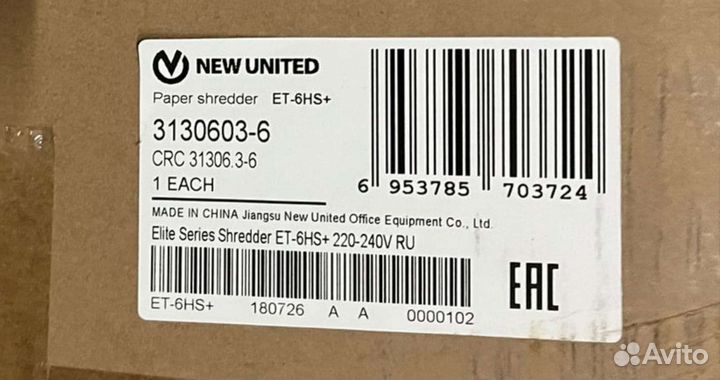 NEW UNITED
Paper shredder ET-6HS+
3130603-6
CRC 31306.3-6
1 EACH
6 953785 703724
MADE IN CHINA Jiangsu New United Office Equipment Co., Ltd.
Elite Series Shredder ET-6HS+ 220-240V RU
ET-6HS+ 180726 A A 0000102
EAC
Avito